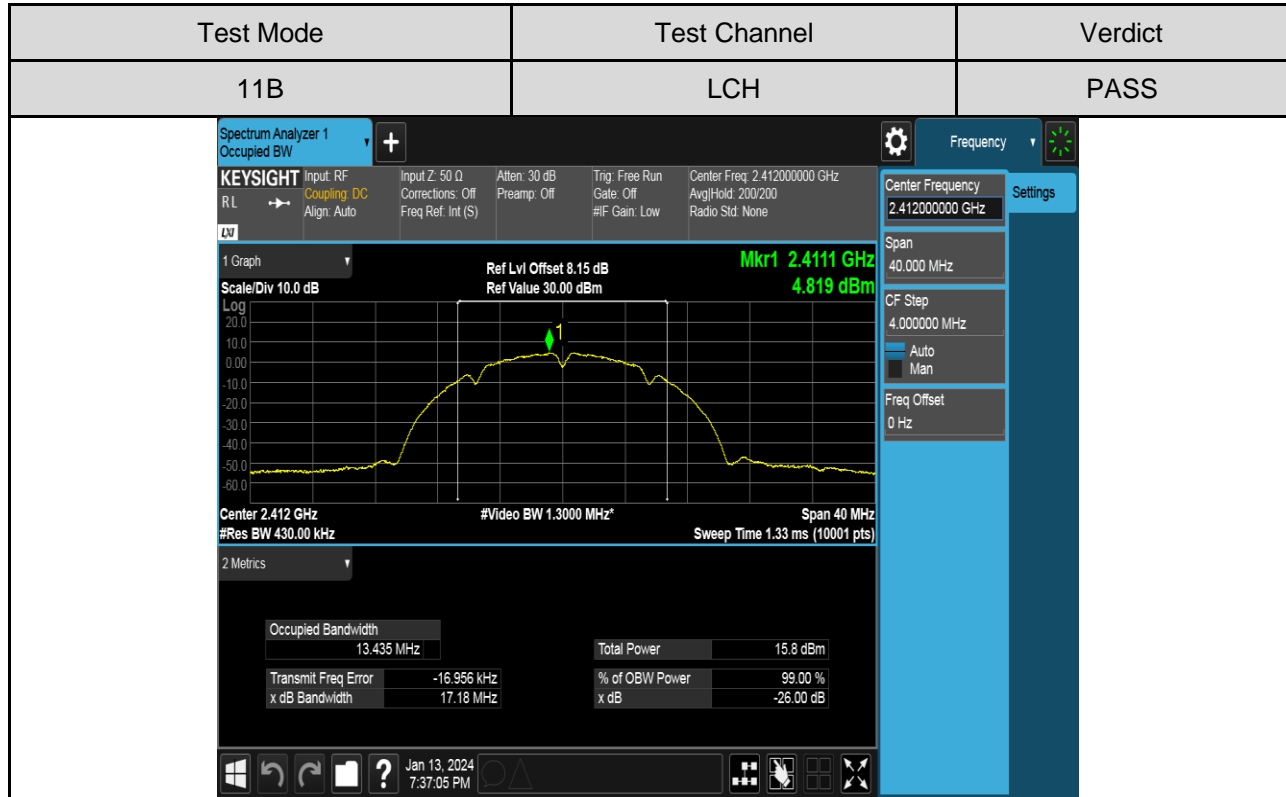 Test Mode Test Channel Verdict
11B LCH PASS
Spectrum Analyzer 1
Occupied BW
+
Frequency
KEYSIGHT Input: RF Input Z: 50 Ω Atten: 30 dB Trig: Free Run Center Freq: 2.412000000 GHz
RL Coupling: DC Corrections: Off Preamp: Off Gate: Off Avg|Hold: 200/200
Align: Auto Freq Ref: Int (S) #IF Gain: Low Radio Std: None
LXI
Center Frequency
2.412000000 GHz
Settings
Span
40.000 MHz
CF Step
4.000000 MHz
Auto
Man
Freq Offset
0 Hz
1 Graph Ref Lvl Offset 8.15 dB Mkr1 2.4111 GHz
Scale/Div 10.0 dB Ref Value 30.00 dBm 4.819 dBm
Log
20.0
1
10.0
0.00
-10.0
-20.0
-30.0
-40.0
-50.0
-60.0
Center 2.412 GHz #Video BW 1.3000 MHz* Span 40 MHz
#Res BW 430.00 kHz Sweep Time 1.33 ms (10001 pts)
2 Metrics
Occupied Bandwidth
13.435 MHz Total Power 15.8 dBm
Transmit Freq Error -16.956 kHz % of OBW Power 99.00 %
x dB Bandwidth 17.18 MHz x dB -26.00 dB
? Jan 13, 2024
7:37:05 PM